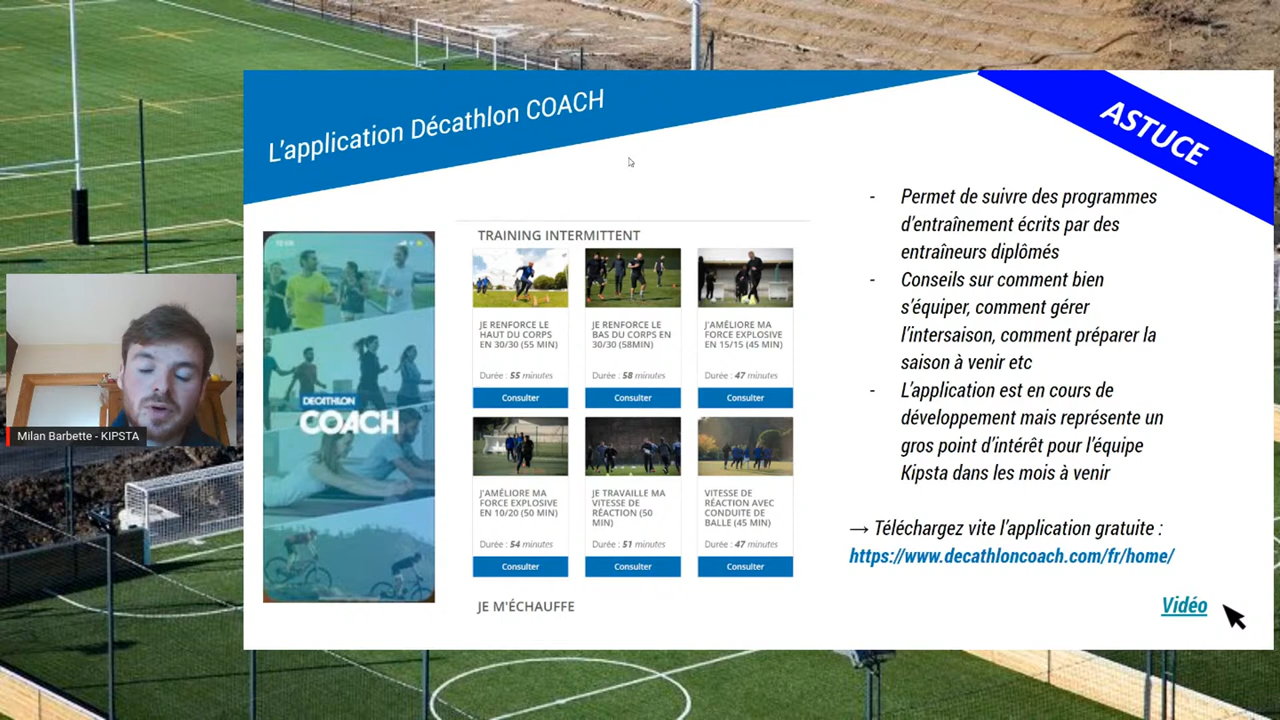 L'application Décathlon COACH
ASTUCE
12:09
DECATHLON
COACH
TRAINING INTERMITTENT
JE RENFORCE LE
HAUT DU CORPS
EN 30/30 (55 MIN)
Durée : 55 minutes
Consulter
JE RENFORCE LE
BAS DU CORPS EN
30/30 (58MIN)
Durée : 58 minutes
Consulter
J'AMÉLIORE MA
FORCE EXPLOSIVE
EN 15/15 (45 MIN)
Durée : 47 minutes
Consulter
J'AMÉLIORE MA
FORCE EXPLOSIVE
EN 10/20 (50 MIN)
Durée : 54 minutes
Consulter
JE TRAVAILLE MA
VITESSE DE
RÉACTION (50
MIN)
Durée : 51 minutes
Consulter
VITESSE DE
RÉACTION AVEC
CONDUITE DE
BALLE (45 MIN)
Durée : 47 minutes
Consulter
JE M'ÉCHAUFFE
- Permet de suivre des programmes
d'entraînement écrits par des
entraîneurs diplômés
- Conseils sur comment bien
s'équiper, comment gérer
l'intersaison, comment préparer la
saison à venir etc
- L'application est en cours de
développement mais représente un
gros point d'intérêt pour l'équipe
Kipsta dans les mois à venir
→ Téléchargez vite l'application gratuite :
https://www.decathloncoach.com/fr/home/
Vidéo
Milan Barbette - KIPSTA